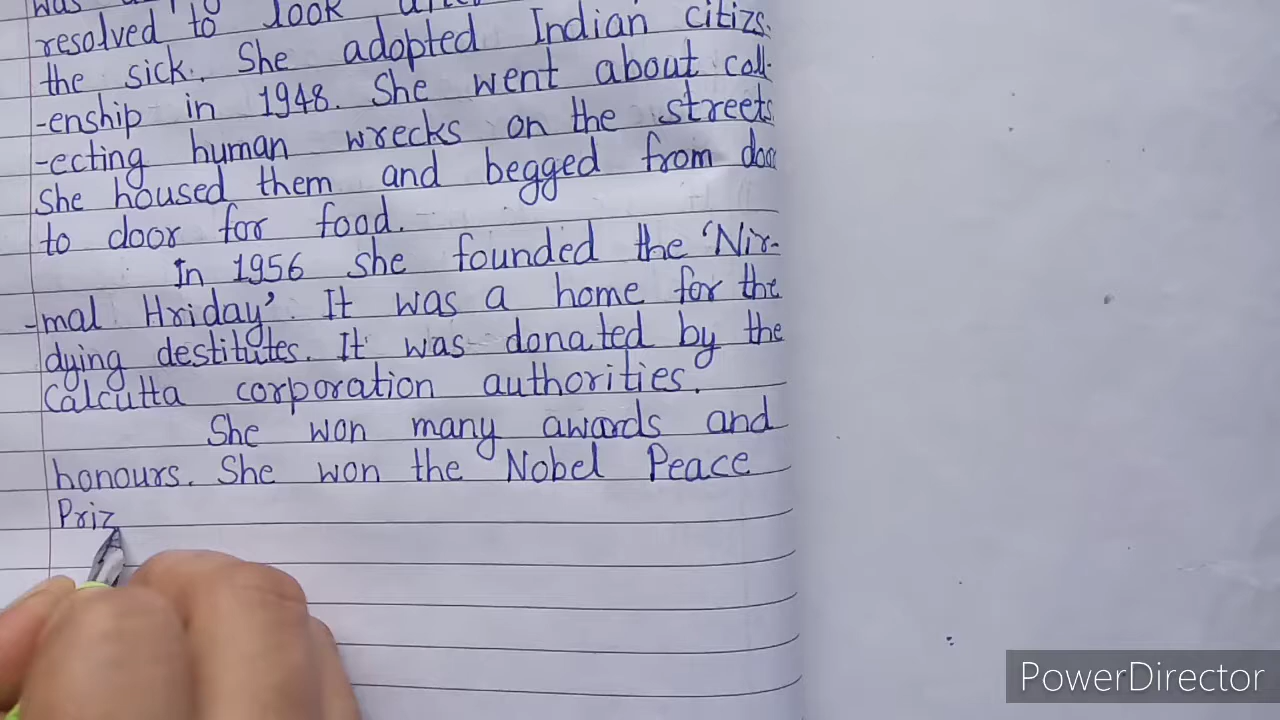 was
resolved to look
the sick. She adopted Indian citizs.
-enship in 1948. She went about coll-
-ecting human wrecks on the streets
She housed them and begged from doo
to door for food.
In 1956 she founded the 'Nir-
-mal Hriday'. It was a home for the
dying destitutes. It was donated by the
Calcutta corporation authorities.
She won many awards and
honours. She won the Nobel Peace
Priz
PowerDirector